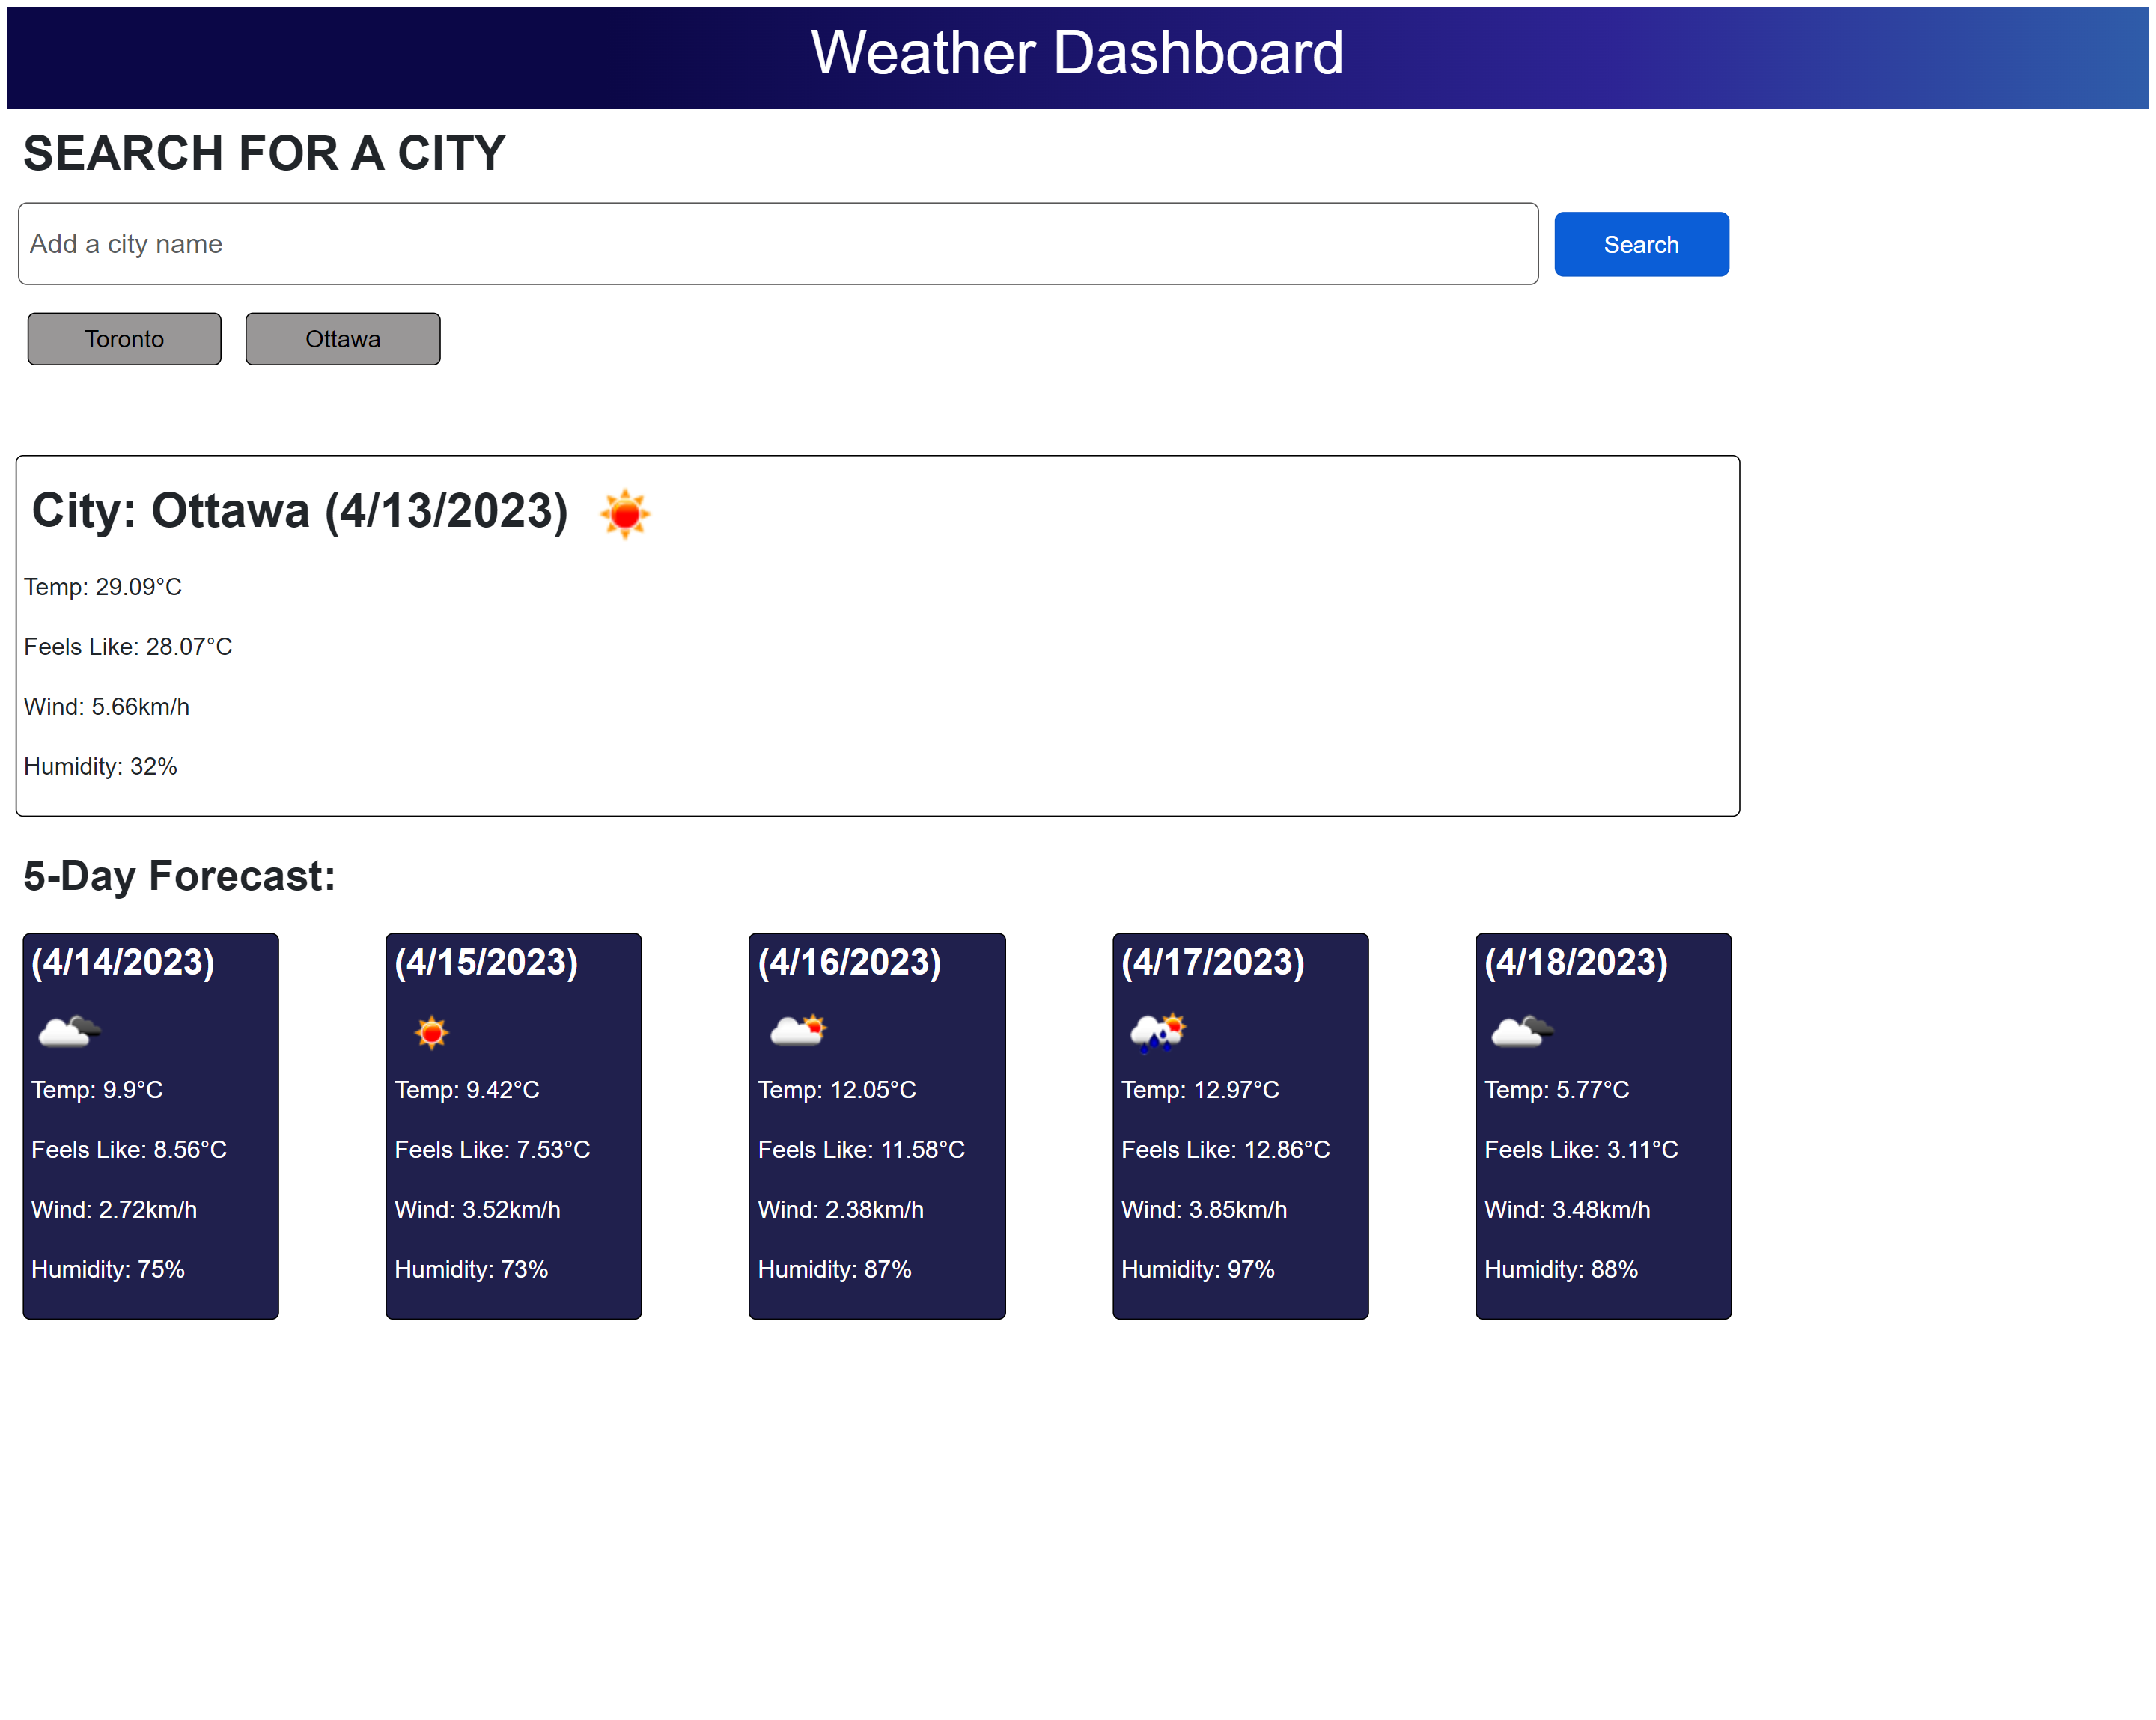 Weather Dashboard
SEARCH FOR A CITY
Add a city name
Search
Toronto
Ottawa
City: Ottawa (4/13/2023)
Temp: 29.09°C
Feels Like: 28.07°C
Wind: 5.66km/h
Humidity: 32%
5-Day Forecast:
(4/14/2023)
Temp: 9.9°C
Feels Like: 8.56°C
Wind: 2.72km/h
Humidity: 75%
(4/15/2023)
Temp: 9.42°C
Feels Like: 7.53°C
Wind: 3.52km/h
Humidity: 73%
(4/16/2023)
Temp: 12.05°C
Feels Like: 11.58°C
Wind: 2.38km/h
Humidity: 87%
(4/17/2023)
Temp: 12.97°C
Feels Like: 12.86°C
Wind: 3.85km/h
Humidity: 97%
(4/18/2023)
Temp: 5.77°C
Feels Like: 3.11°C
Wind: 3.48km/h
Humidity: 88%